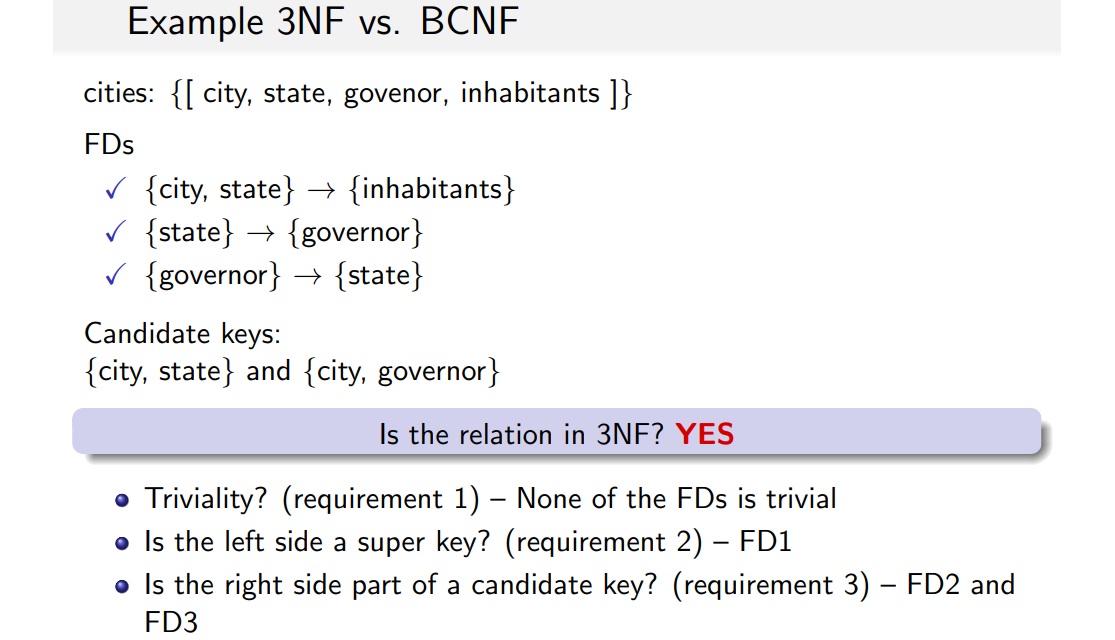 Example 3NF vs. BCNF
cities: {[ city, state, govenor, inhabitants ]}
FDs
✓ {city, state} → {inhabitants}
✓ {state} → {governor}
✓ {governor} → {state}
Candidate keys:
{city, state} and {city, governor}
Is the relation in 3NF? YES
• Triviality? (requirement 1) – None of the FDs is trivial
• Is the left side a super key? (requirement 2) – FD1
• Is the right side part of a candidate key? (requirement 3) – FD2 and
FD3